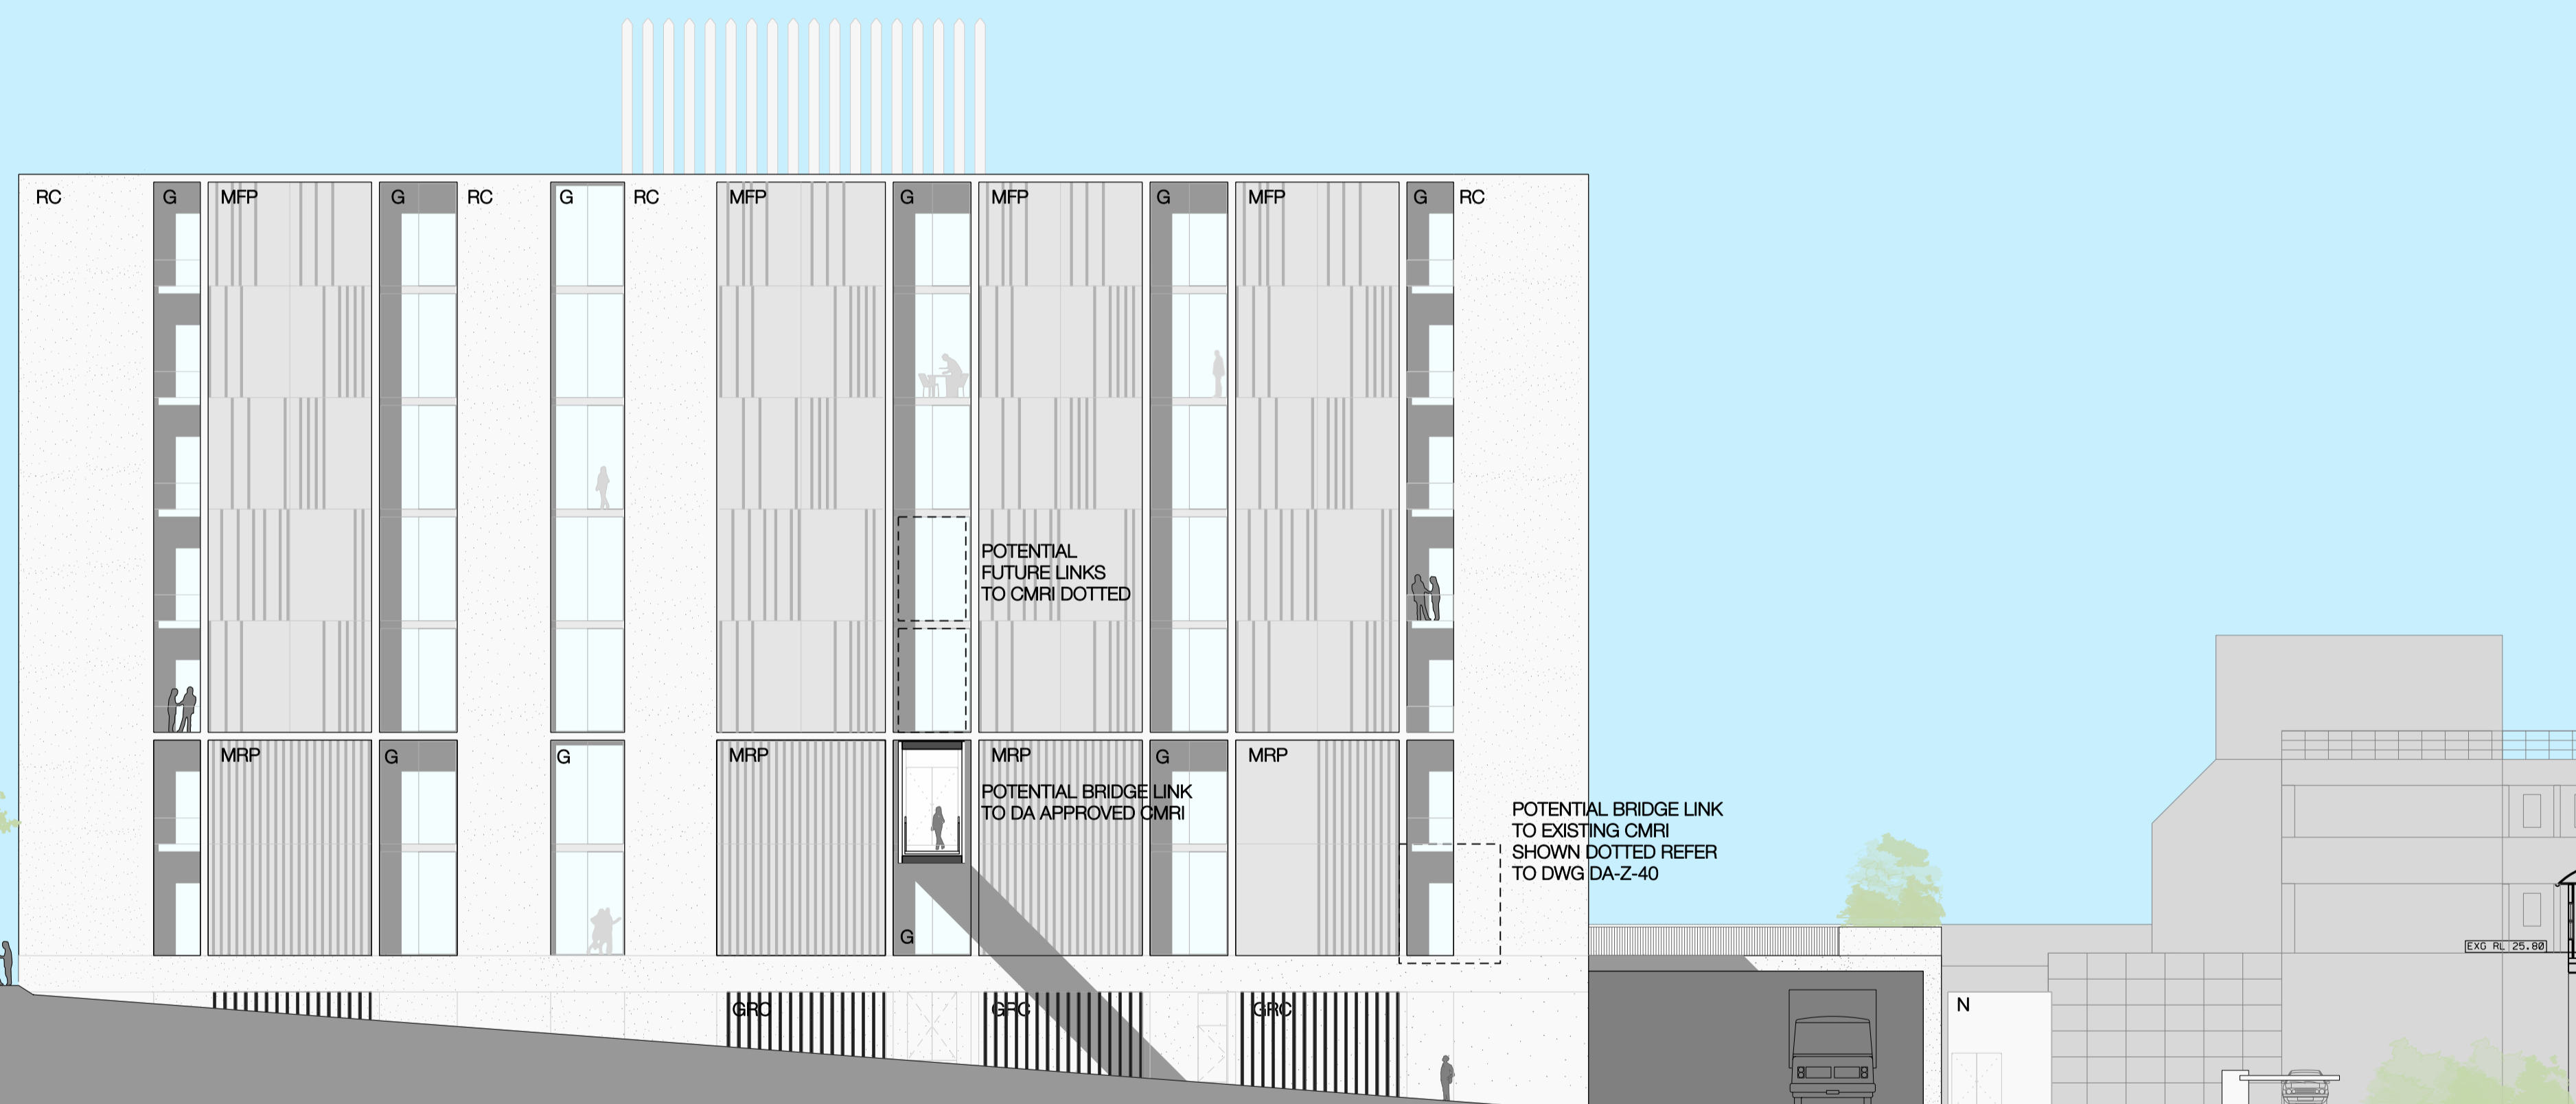 RC
G
MFP
G
RC
G
RC
MFP
G
MFP
G
MFP
G
RC
POTENTIAL
FUTURE LINKS
TO CMRI DOTTED
MRP
G
G
MRP
MRP
G
MRP
POTENTIAL BRIDGE LINK
TO DA APPROVED CMRI
POTENTIAL BRIDGE LINK
TO EXISTING CMRI
SHOWN DOTTED REFER
TO DWG DA-Z-40
G
EXG RL 25.80
GRC
GRC
GRC
N